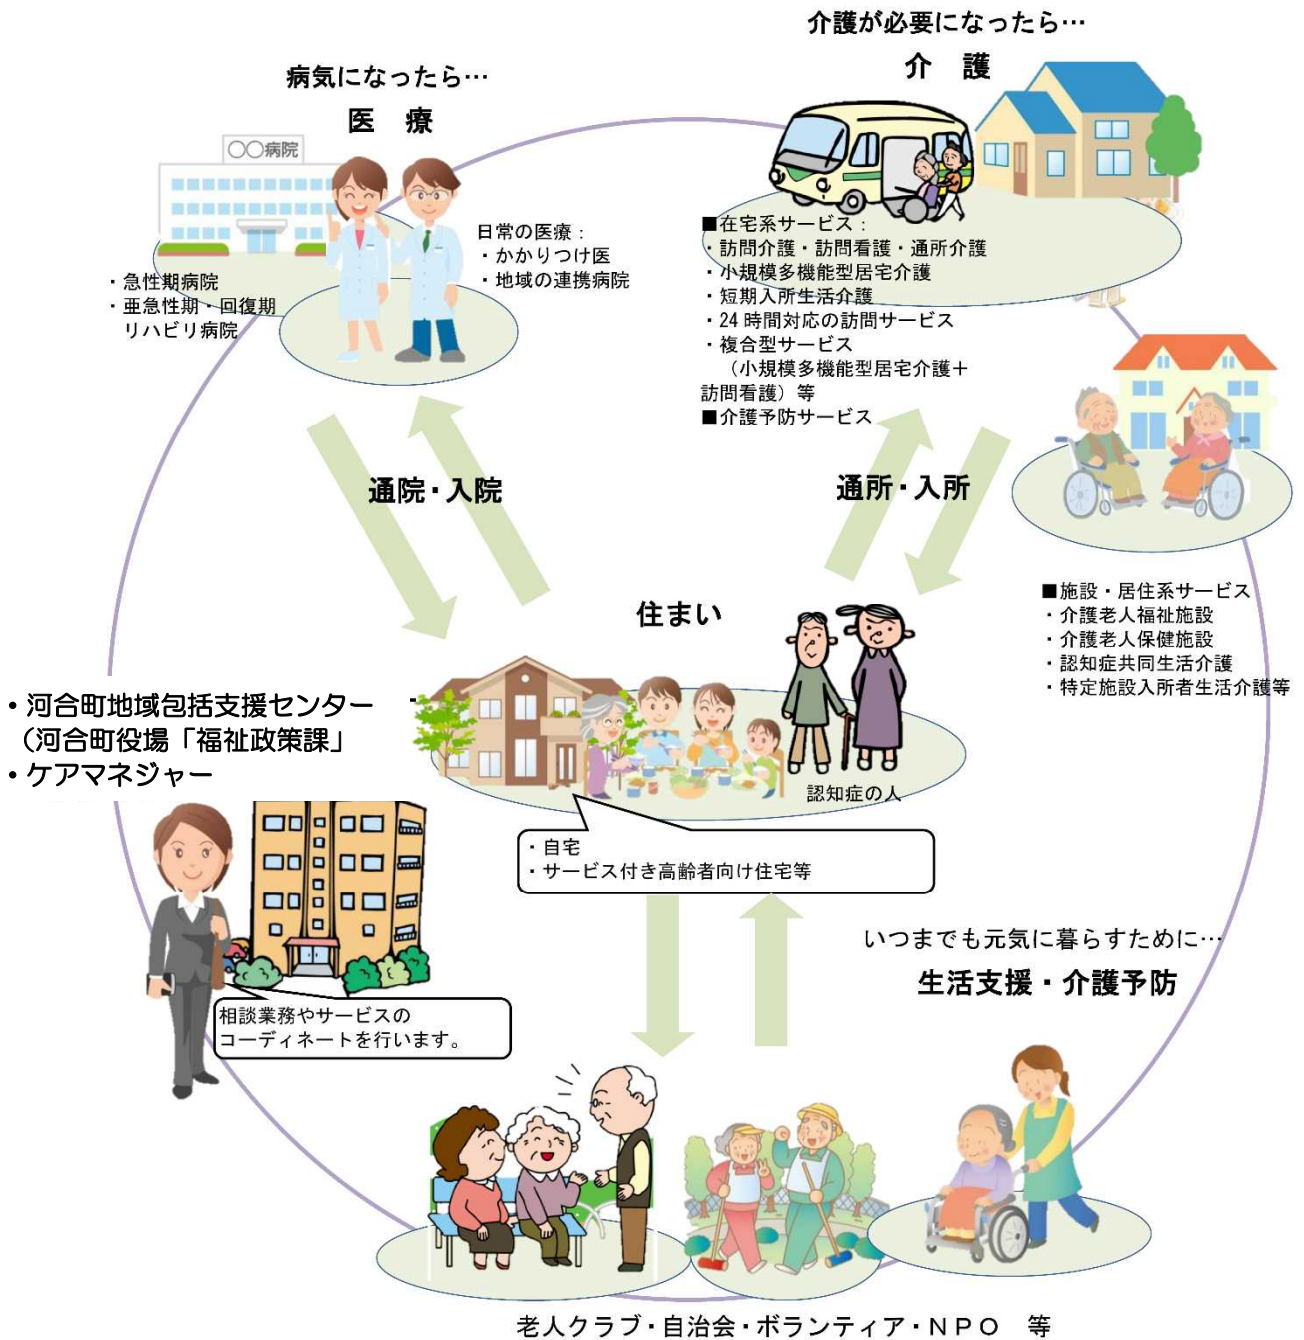 介護が必要になったら…
介　護
病気になったら…
医　療
〇〇病院
日常の医療：
・かかりつけ医
・地域の連携病院
・急性期病院
・亜急性期・回復期
リハビリ病院
■在宅系サービス：
・訪問介護・訪問看護・通所介護
・小規模多機能型居宅介護
・短期入所生活介護
・24時間対応の訪問サービス
・複合型サービス
（小規模多機能型居宅介護＋
訪問看護）等
■介護予防サービス
通院・入院
通所・入所
■施設・居住系サービス
・介護老人福祉施設
・介護老人保健施設
・認知症共同生活介護
・特定施設入所者生活介護等
住まい
認知症の人
・自宅
・サービス付き高齢者向け住宅等
・河合町地域包括支援センター
（河合町役場「福祉政策課」
・ケアマネジャー
相談業務やサービスの
コーディネートを行います。
いつまでも元気に暮らすために…
生活支援・介護予防
老人クラブ・自治会・ボランティア・ＮＰＯ　等